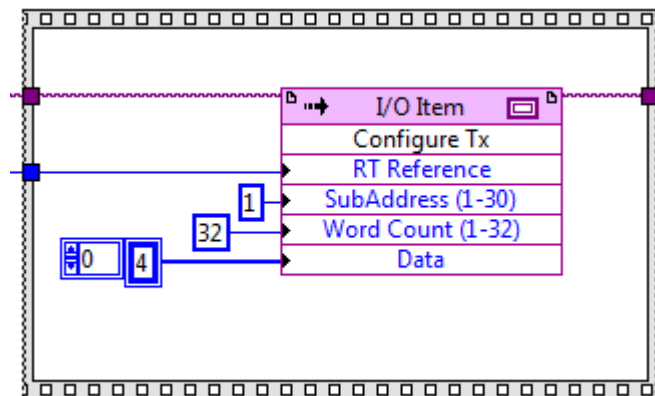 I/O Item
Configure Tx
RT Reference
1 SubAddress (1-30)
32 Word Count (1-32)
0 4 Data